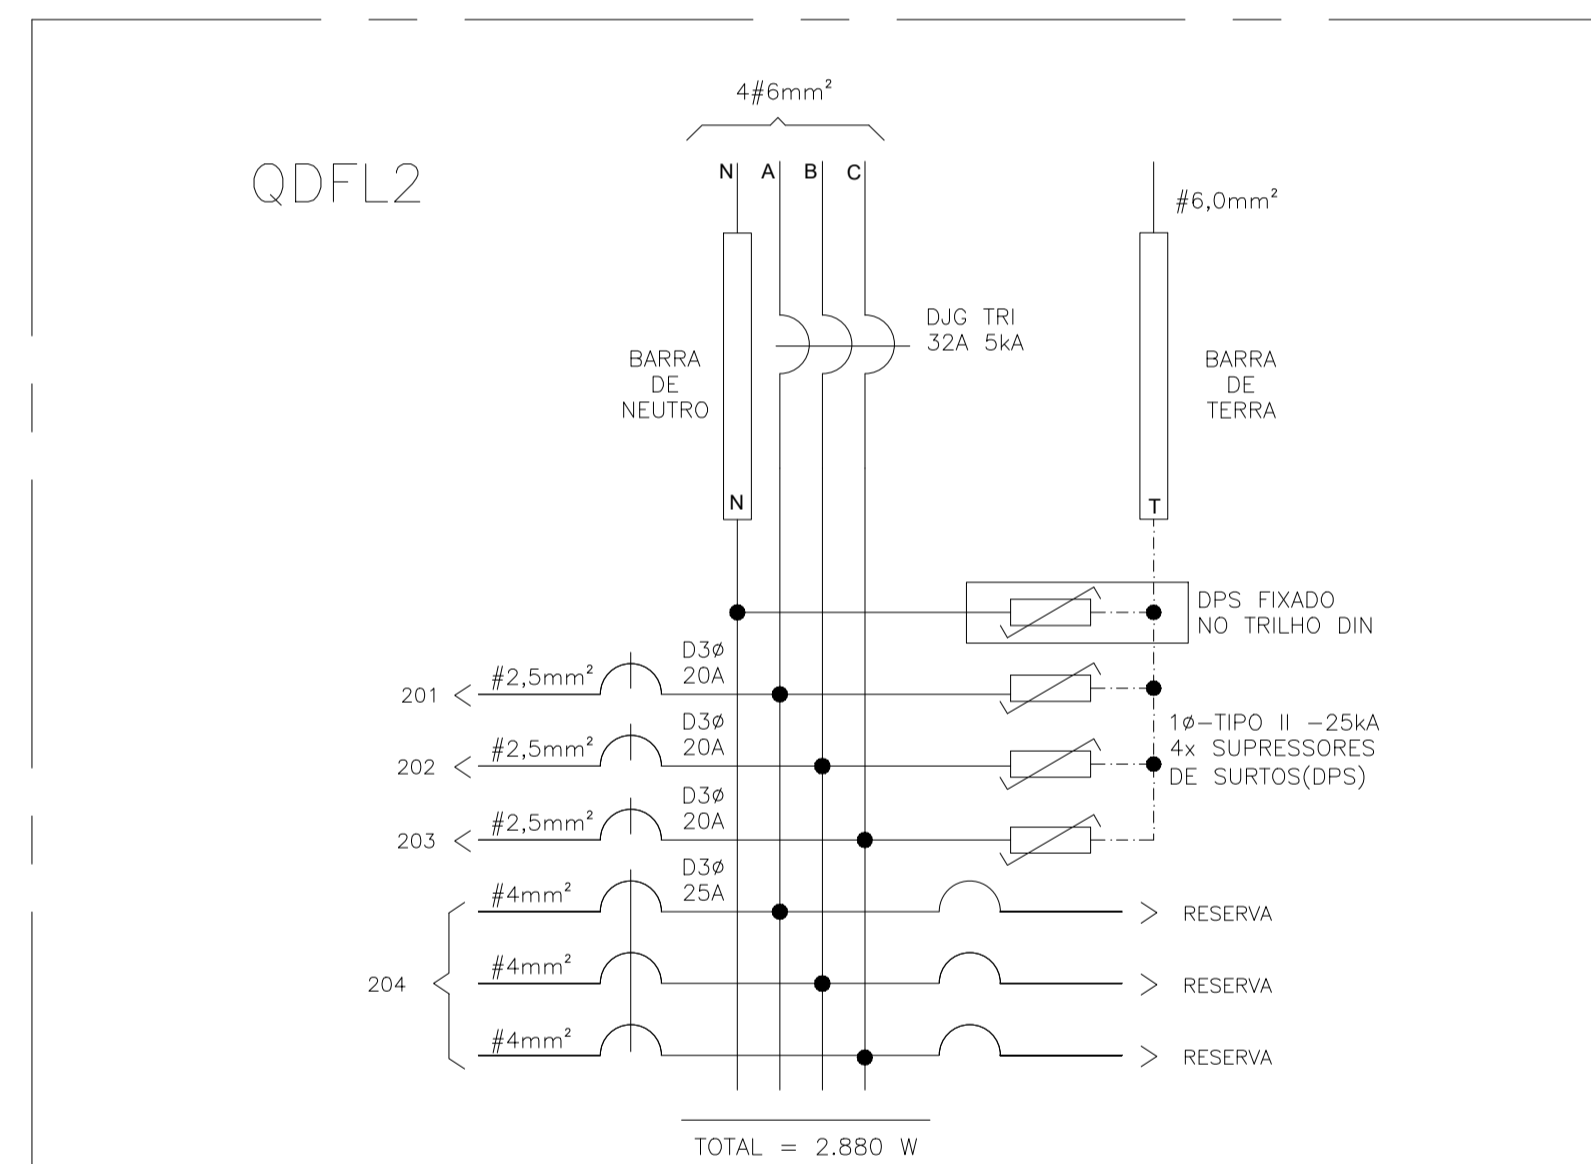 4#6mm²
QDFL2
N A B C
#6,0mm²
DJG TRI
32A 5kA
BARRA
DE
NEUTRO
BARRA
DE
TERRA
N
T
DPS FIXADO
NO TRILHO DIN
D3ø
20A
#2,5mm²
201
D3ø
20A
#2,5mm²
202
1ø–TIPO II –25kA
4x SUPRESSORES
DE SURTOS(DPS)
D3ø
20A
#2,5mm²
203
D3ø
25A
#4mm²
RESERVA
#4mm²
204
RESERVA
#4mm²
RESERVA
TOTAL = 2.880 W